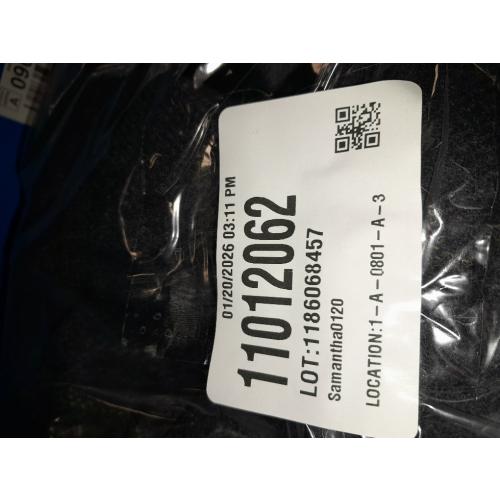 01/20/2026 03:11 PM
11012062
LOT:1186068457
Samantha0120
LOCATION:1-A-0801-A-3
A